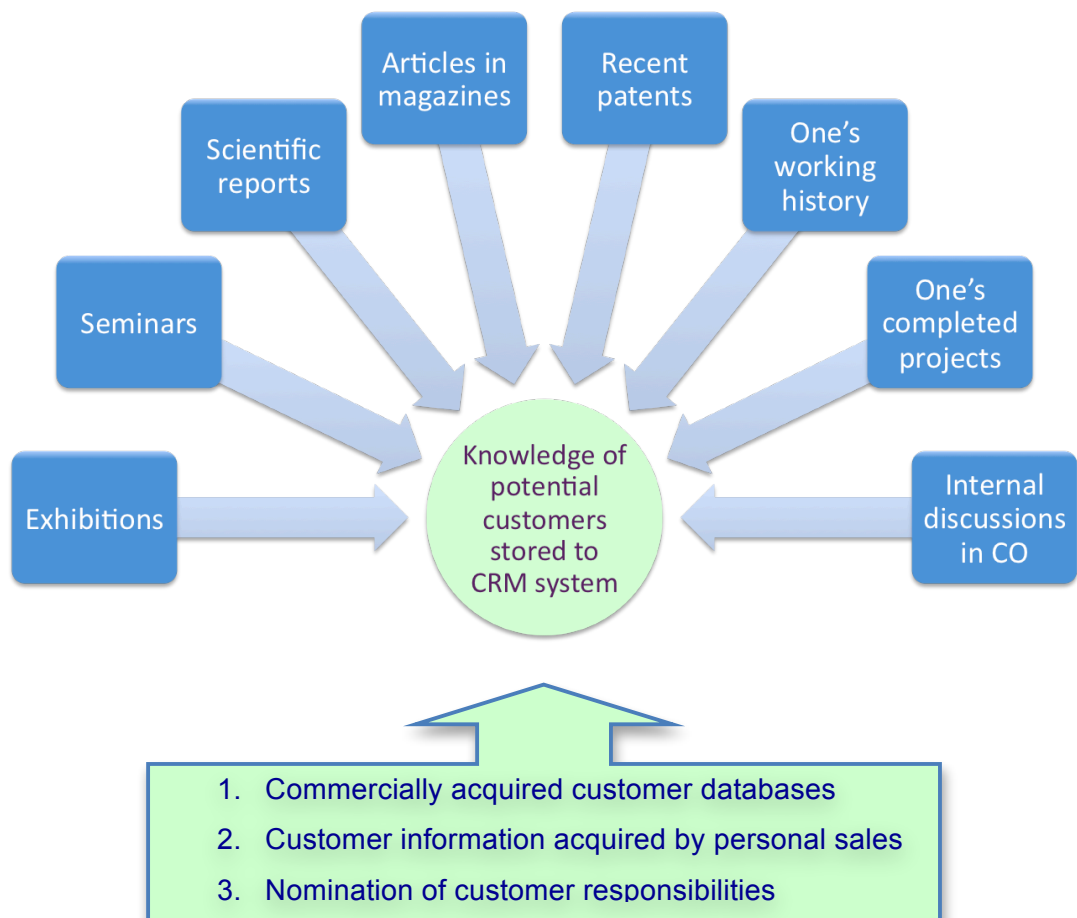 Articles in
magazines
Recent
patents
Scientific
reports
One's
working
history
Seminars
One's
completed
projects
Exhibitions
Knowledge of
potential
customers
stored to
CRM system
Internal
discussions
in CO
1. Commercially acquired customer databases
2. Customer information acquired by personal sales
3. Nomination of customer responsibilities